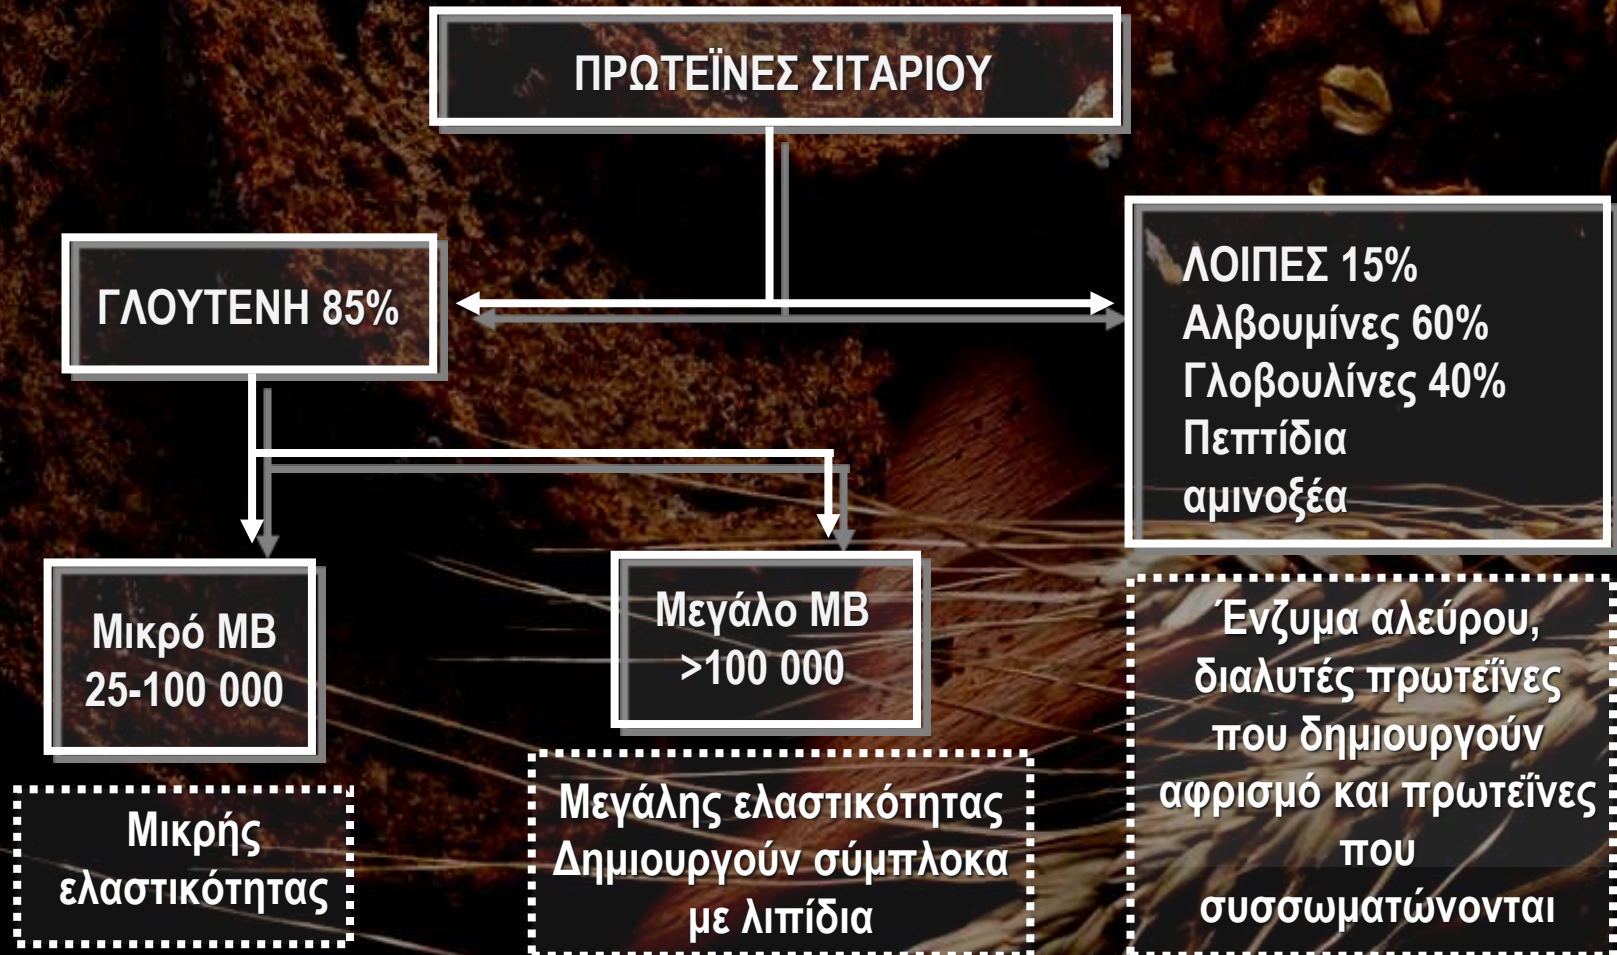 ΠΡΩΤΕΪΝΕΣ ΣΙΤΑΡΙΟΥ
ΓΛΟΥΤΕΝΗ 85%
ΛΟΙΠΕΣ 15%
Αλβουμίνες 60%
Γλοβουλίνες 40%
Πεπτίδια
αμινοξέα
Μικρό ΜΒ
25-100 000
Μεγάλο ΜΒ
>100 000
Μικρής
ελαστικότητας
Μεγάλης ελαστικότητας
Δημιουργούν σύμπλοκα
με λιπίδια
Ένζυμα αλεύρου,
διαλυτές πρωτεΐνες
που δημιουργούν
αφρισμό και πρωτεΐνες
που
συσσωματώνονται